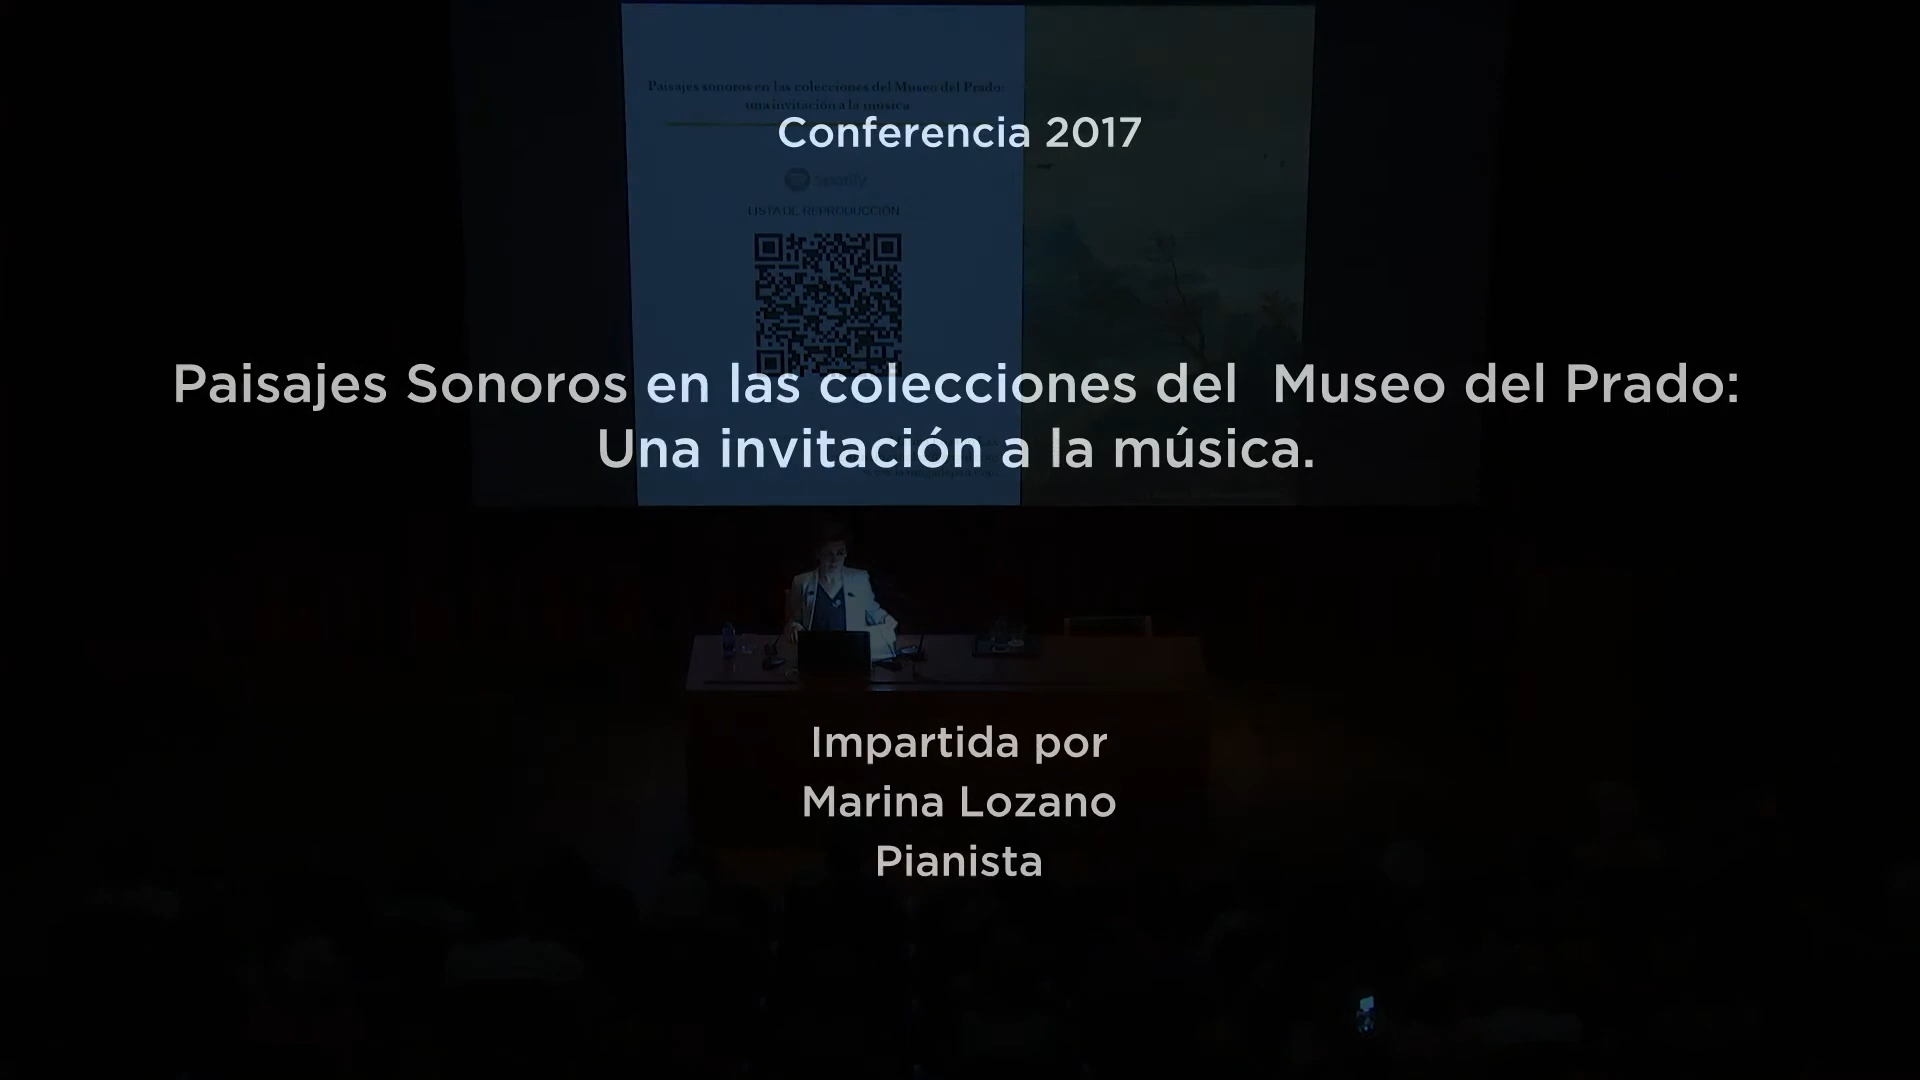 Paisajes sonoros en las colecciones del Museo del Prado:
una invitación a la música
Conferencia 2017
Spotify
LISTA DE REPRODUCCIÓN
Paisajes Sonoros en las colecciones del Museo del Prado:
Una invitación a la música.
Impartida por
Marina Lozano
Pianista